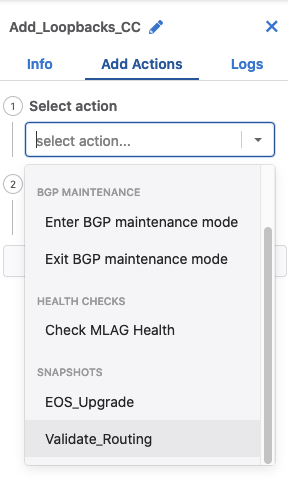 Add_Loopbacks_CC
Info Add Actions Logs
1 Select action
select action...
2
BGP MAINTENANCE
Enter BGP maintenance mode
Exit BGP maintenance mode
HEALTH CHECKS
Check MLAG Health
SNAPSHOTS
EOS_Upgrade
Validate_Routing